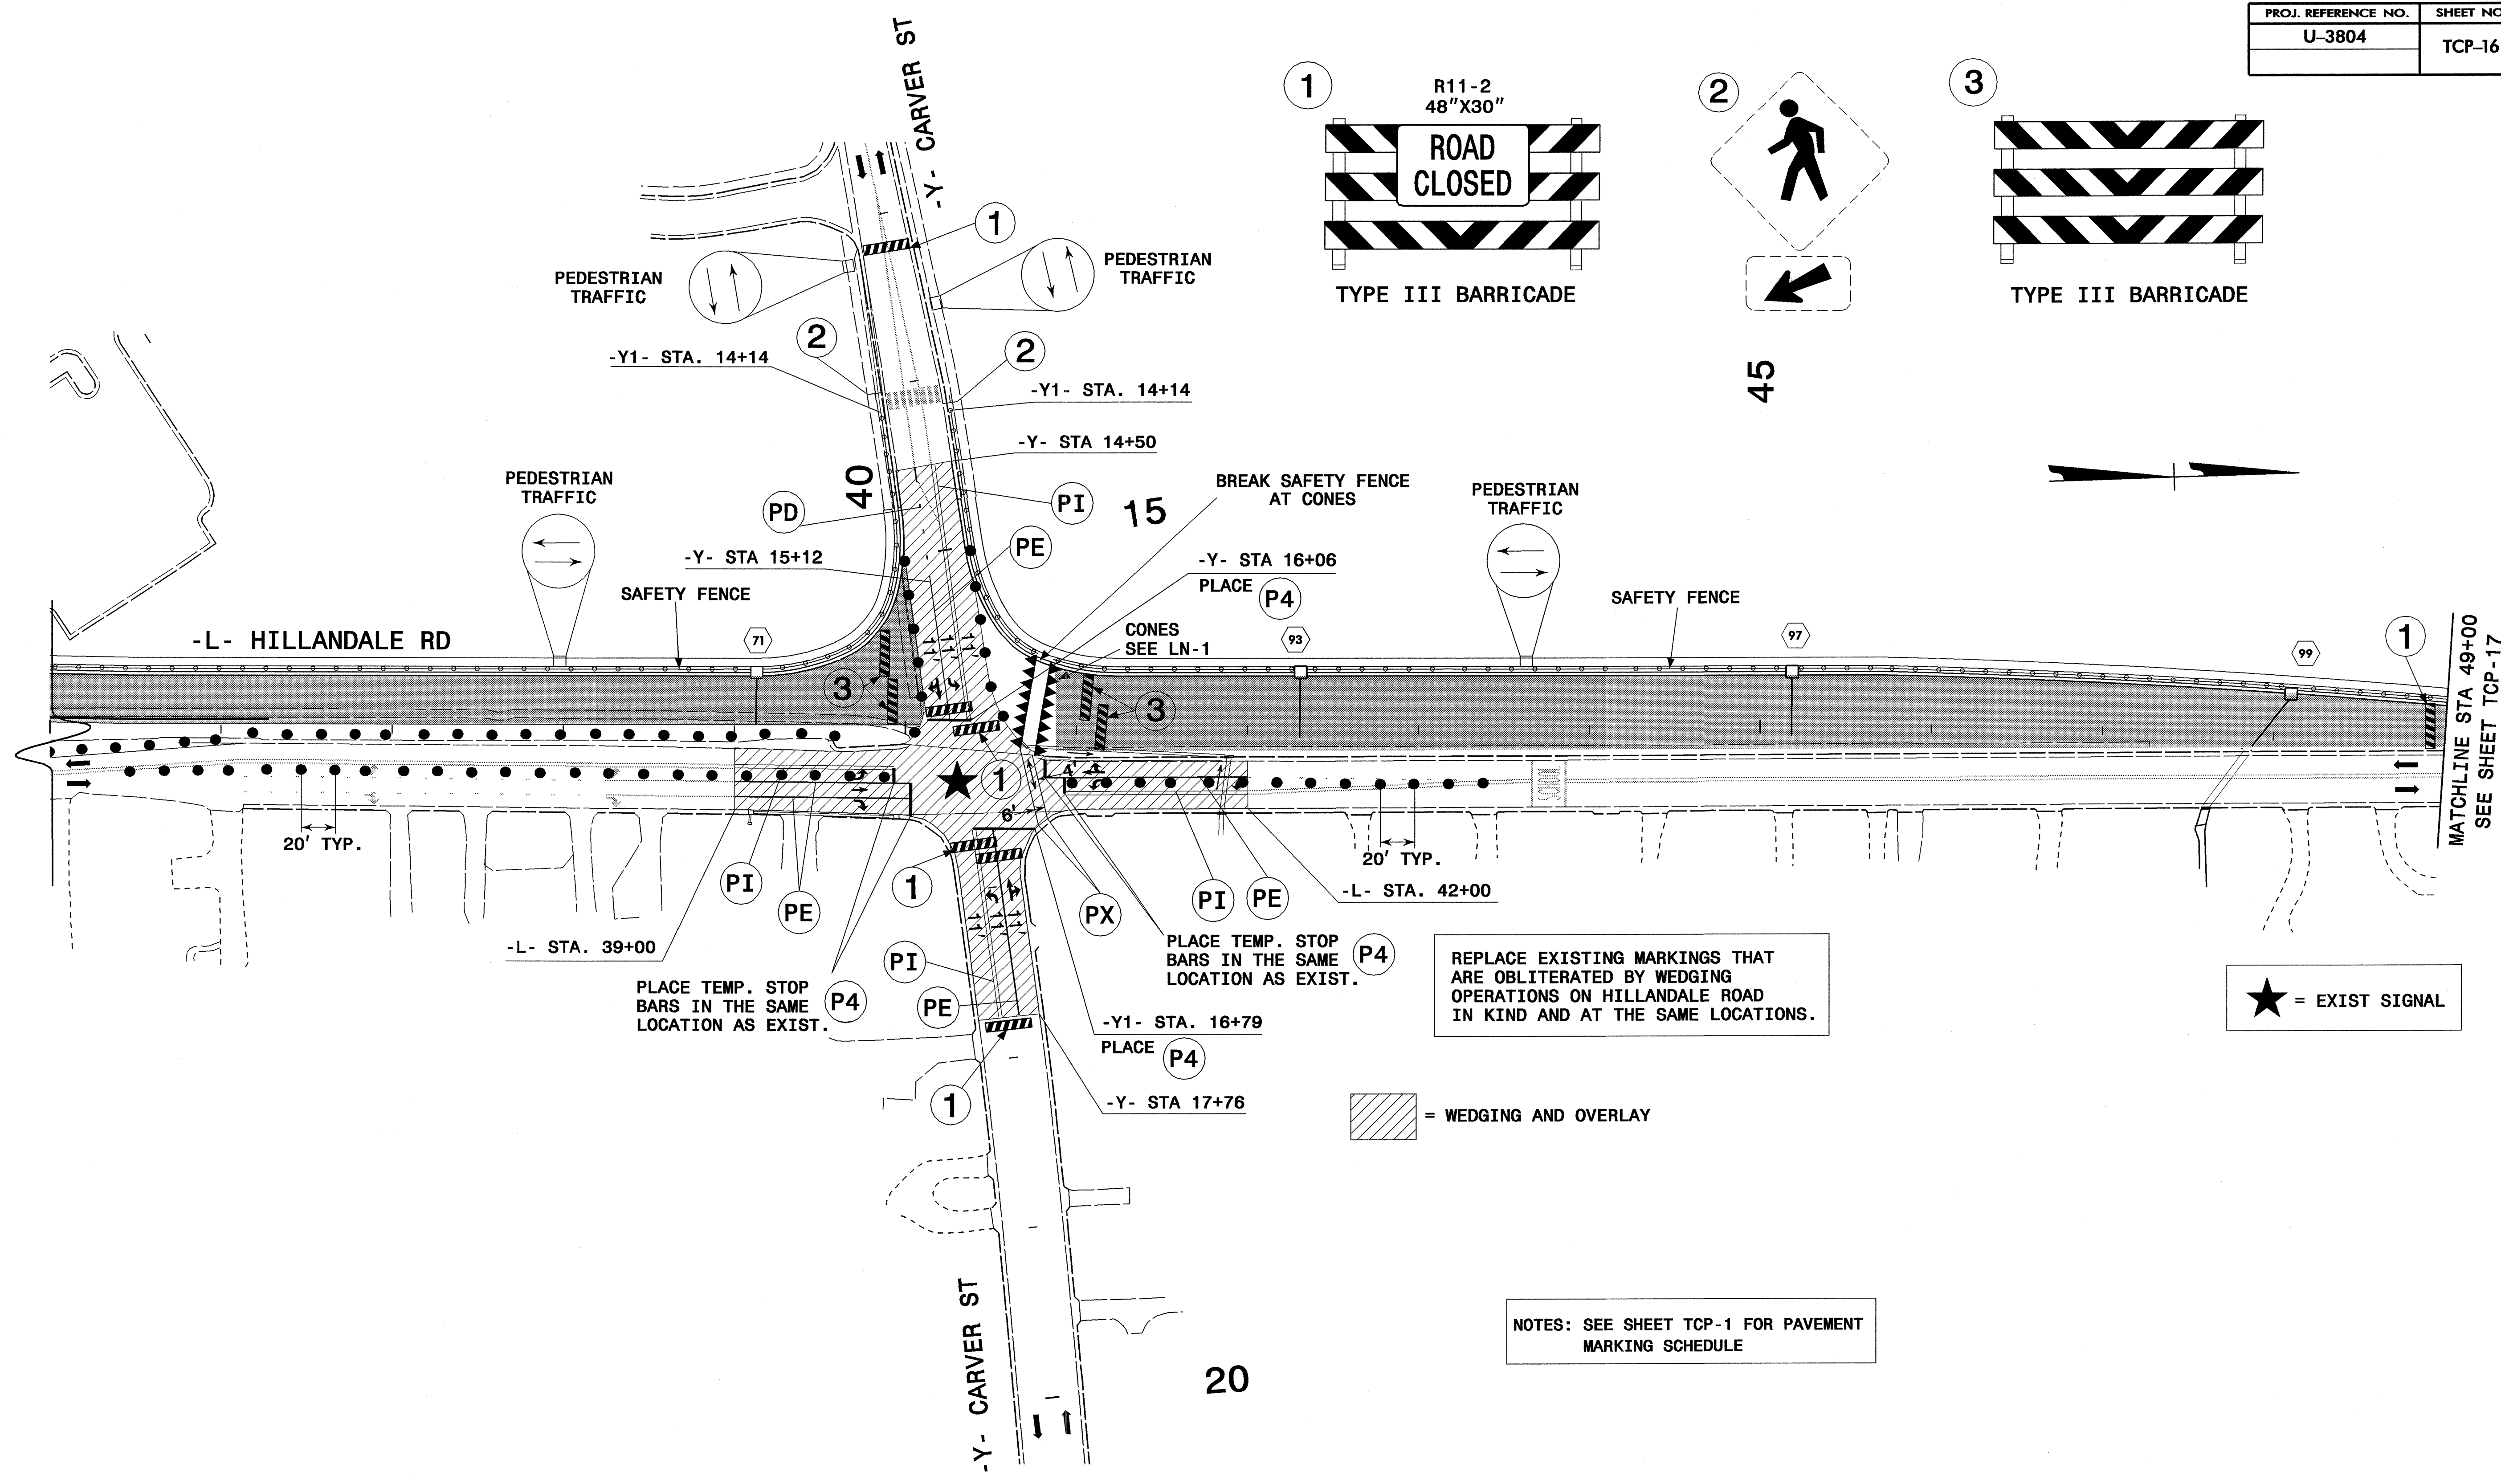 PROJ. REFERENCE NO.
SHEET NO
U-3804
TCP-16
1
R11-2
48"X30"
ROAD
CLOSED
TYPE III BARRICADE
2
3
TYPE III BARRICADE
-Y- CARVER ST
1
PEDESTRIAN
TRAFFIC
PEDESTRIAN
TRAFFIC
2
2
-Y1- STA. 14+14
-Y1- STA. 14+14
45
-Y- STA 14+50
40
PEDESTRIAN
TRAFFIC
PD
PI
15
BREAK SAFETY FENCE
AT CONES
PEDESTRIAN
TRAFFIC
PE
-Y- STA 15+12
-Y- STA 16+06
PLACE P4
SAFETY FENCE
SAFETY FENCE
-L- HILLANDALE RD
71
CONES
SEE LN-1
93
97
99
1
3
3
MATCHLINE STA 49+00
SEE SHEET TCP-17
1
4'
6'
SCHOOL
20' TYP.
20' TYP.
PI
PE
1
PX
PI
PE
-L- STA. 42+00
-L- STA. 39+00
PI
PE
PLACE TEMP. STOP
BARS IN THE SAME
LOCATION AS EXIST.
P4
PLACE TEMP. STOP
BARS IN THE SAME
LOCATION AS EXIST.
P4
REPLACE EXISTING MARKINGS THAT
ARE OBLITERATED BY WEDGING
OPERATIONS ON HILLANDALE ROAD
IN KIND AND AT THE SAME LOCATIONS.
= EXIST SIGNAL
-Y1- STA. 16+79
PLACE P4
1
-Y- STA 17+76
= WEDGING AND OVERLAY
-Y- CARVER ST
20
NOTES: SEE SHEET TCP-1 FOR PAVEMENT
MARKING SCHEDULE